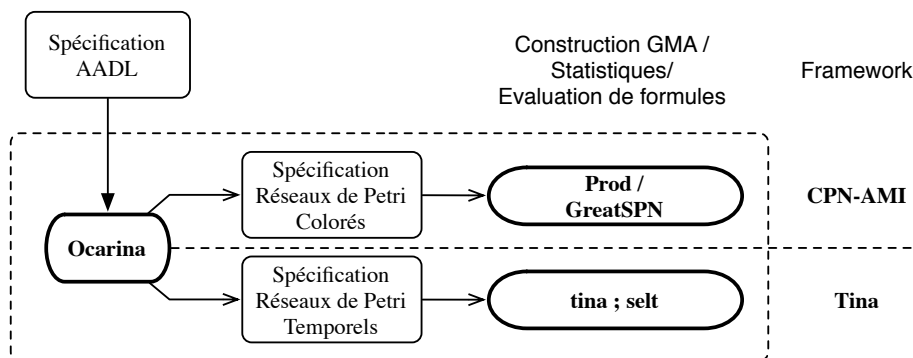 Spécification
AADL
Construction GMA /
Statistiques/
Evaluation de formules
Framework
Spécification
Réseaux de Petri
Colorés
Prod /
GreatSPN
CPN-AMI
Ocarina
Spécification
Réseaux de Petri
Temporels
tina ; selt
Tina